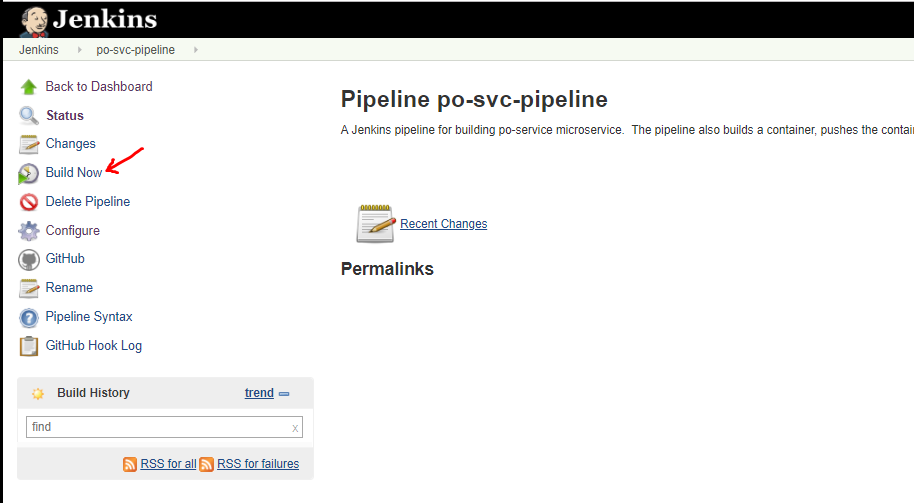 Jenkins
Jenkins po-svc-pipeline
Back to Dashboard
Status
Changes
Build Now
Delete Pipeline
Configure
GitHub
Rename
Pipeline Syntax
GitHub Hook Log
Build History trend
find x
RSS for all RSS for failures
Pipeline po-svc-pipeline
A Jenkins pipeline for building po-service microservice. The pipeline also builds a container, pushes the contai
Recent Changes
Permalinks